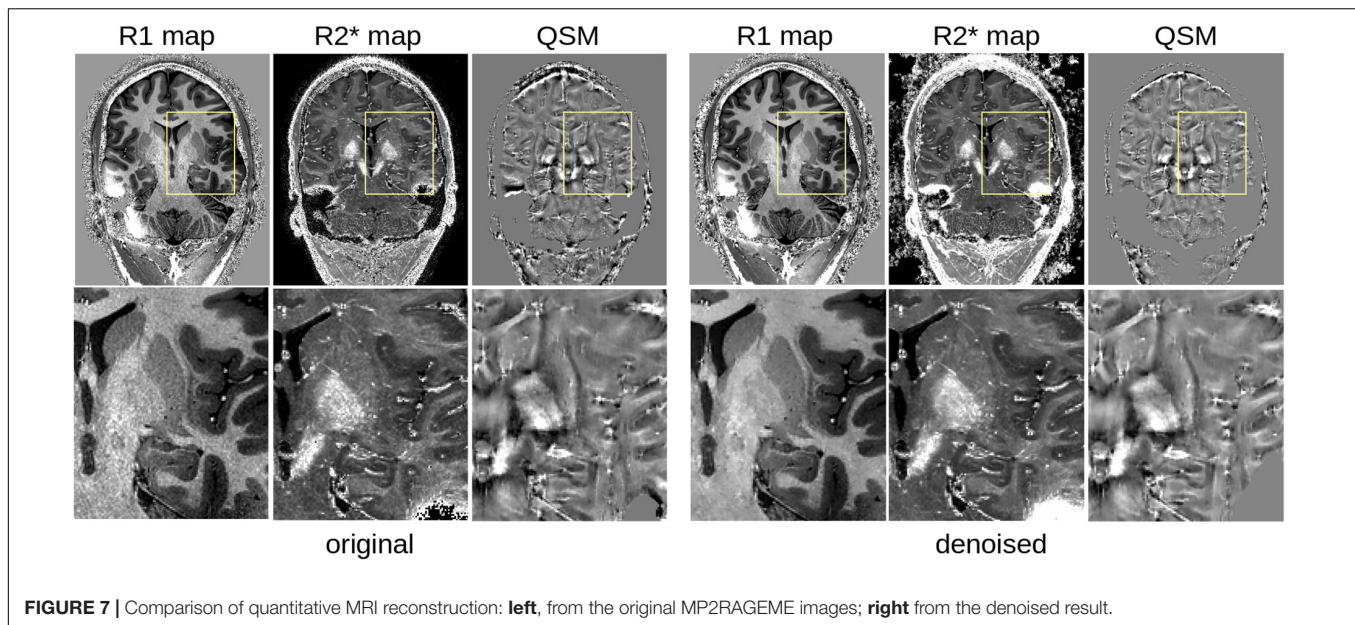 R1 map R2* map QSM R1 map R2* map QSM
original denoised
FIGURE 7 | Comparison of quantitative MRI reconstruction: left, from the original MP2RAGEME images; right from the denoised result.